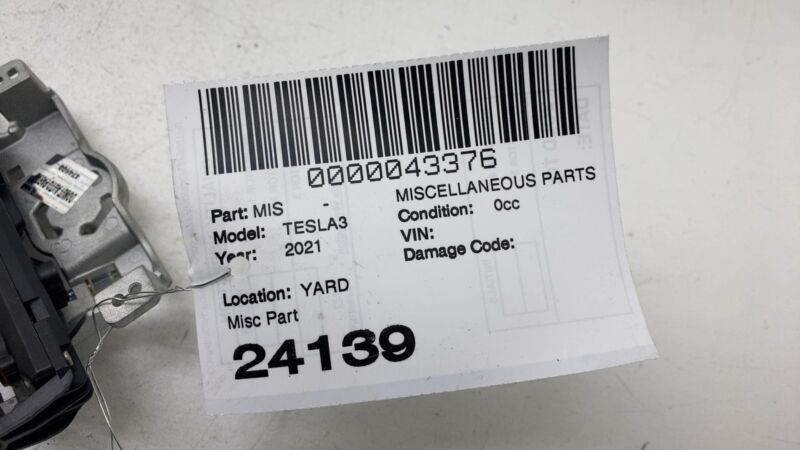 0000043376
Part: MIS - MISCELLANEOUS PARTS
Model: TESLA3 Condition: 0cc
Year: 2021 VIN:
Damage Code:
Location: YARD
Misc Part
24139